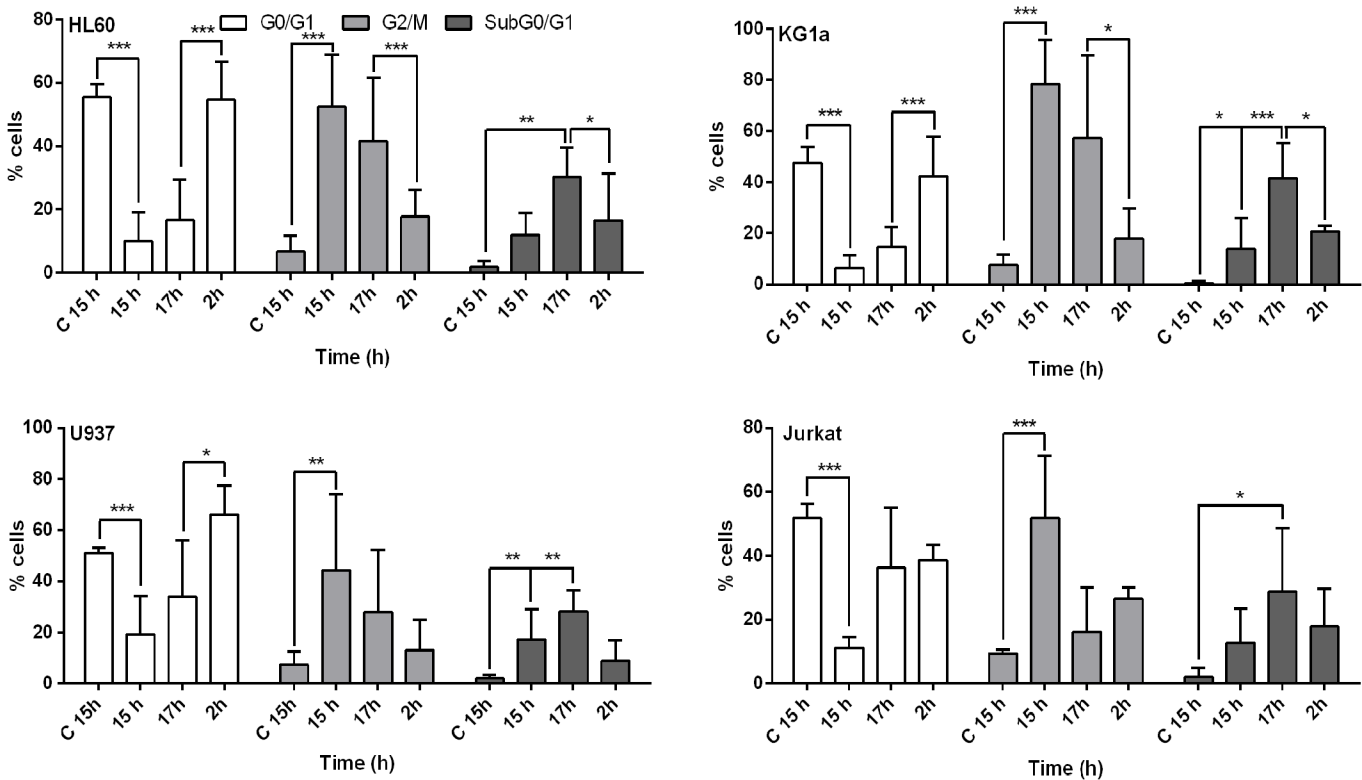 HL60
G0/G1 G2/M SubG0/G1
80
60
40
20
0
% cells
*** *** *** *** ** *
C 15 h 15 h 17h 2h C 15 h 15 h 17h 2h C 15 h 15 h 17h 2h
Time (h)
KG1a
100
80
60
40
20
0
% cells
*** *** *** * * *** *
C 15 h 15 h 17h 2h C 15 h 15 h 17h 2h C 15 h 15 h 17h 2h
Time (h)
U937
100
80
60
40
20
0
% cells
*** * ** ** **
C 15h 15 h 17h 2h C 15h 15 h 17h 2h C 15h 15 h 17h 2h
Time (h)
Jurkat
80
60
40
20
0
% cells
*** *** *
C 15 h 15 h 17h 2h C 15 h 15 h 17h 2h C 15 h 15 h 17h 2h
Time (h)